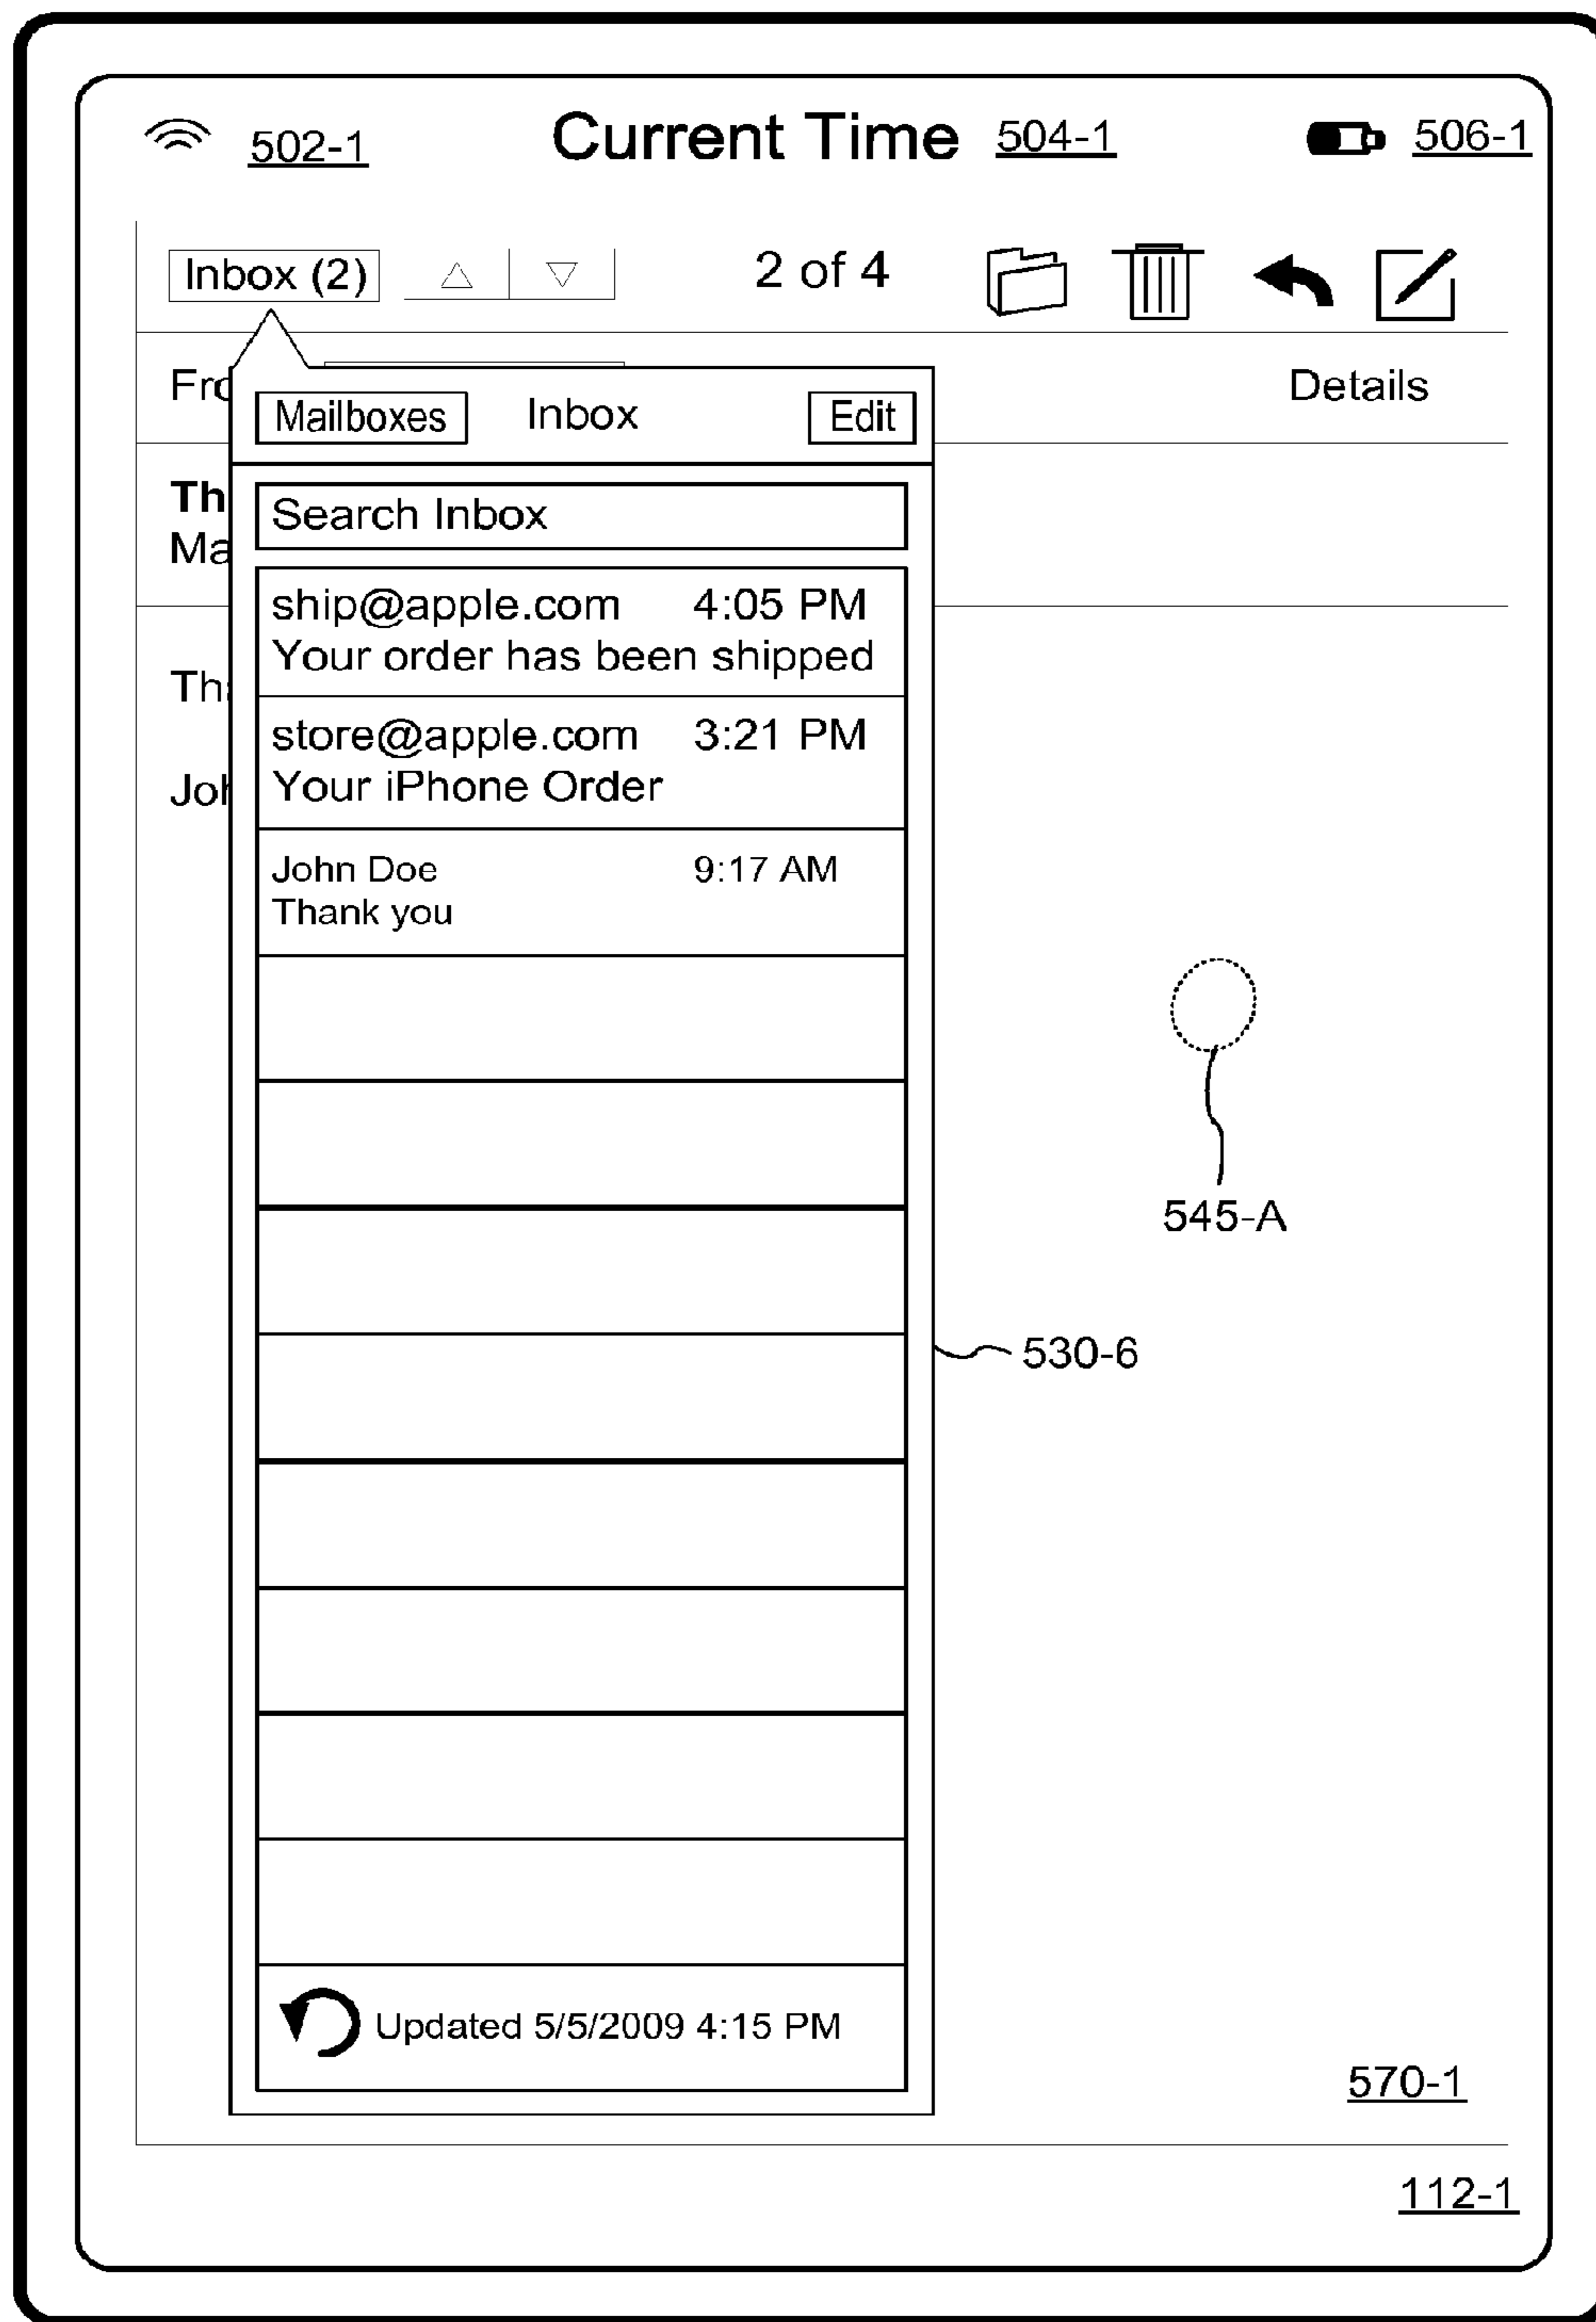 502-1 Current Time 504-1 506-1
Inbox (2) 2 of 4
Details
Mailboxes Inbox Edit
Th
Search Inbox
Ma
ship@apple.com 4:05 PM
Your order has been shipped
store@apple.com 3:21 PM
Your iPhone Order
John Doe 9:17 AM
Thank you
545-A
530-6
Updated 5/5/2009 4:15 PM
570-1
112-1